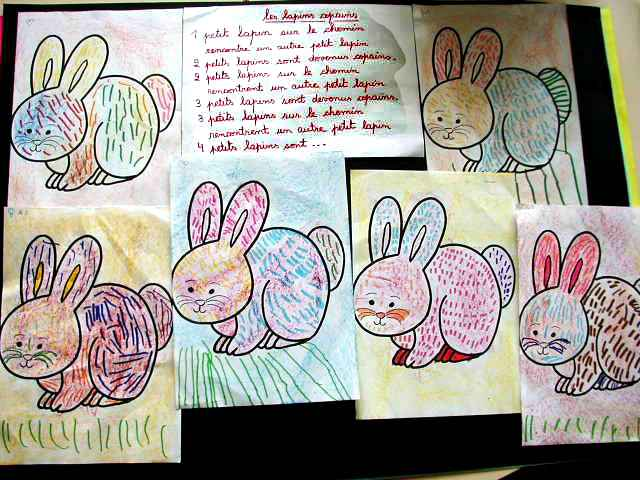 Les lapins copains
1 petit lapin sur le chemin
rencontre un autre petit lapin
2 petits lapins sont devenus copains.
2 petits lapins sur le chemin
rencontrent un autre petit lapin
3 petits lapins sont devenus copains.
3 petits lapins sur le chemin
rencontrent un autre petit lapin
4 petits lapins sont ...